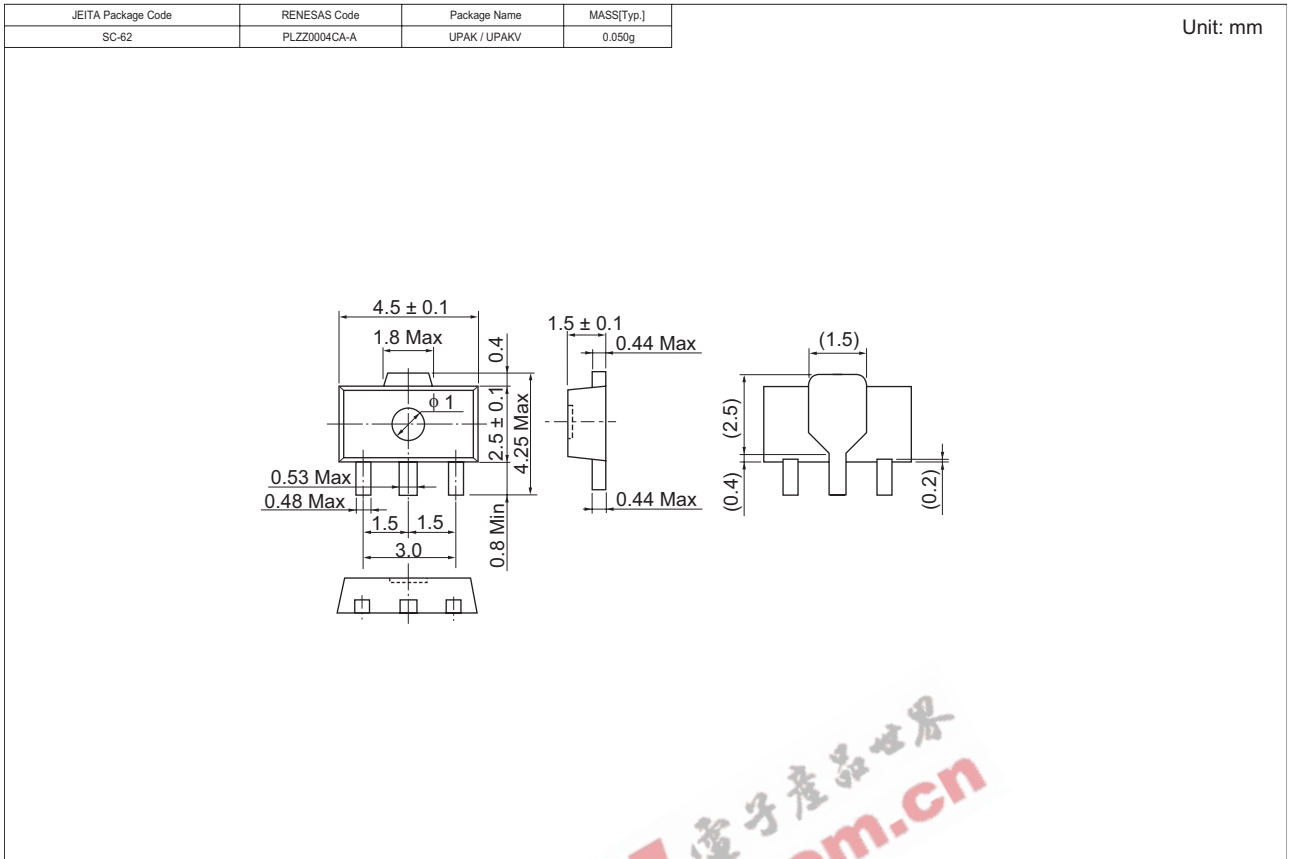 JEITA Package Code RENESAS Code Package Name MASS[Typ.]
SC-62 PLZZ0004CA-A UPAK / UPAKV 0.050g
Unit: mm
4.5 ± 0.1
1.8 Max
0.4
ϕ 1
2.5 ± 0.1
4.25 Max
0.53 Max
0.48 Max
1.5 1.5
3.0
0.8 Min
1.5 ± 0.1
0.44 Max
0.44 Max
(1.5)
(2.5)
(0.4)
(0.2)
電子產品世界
om.cn